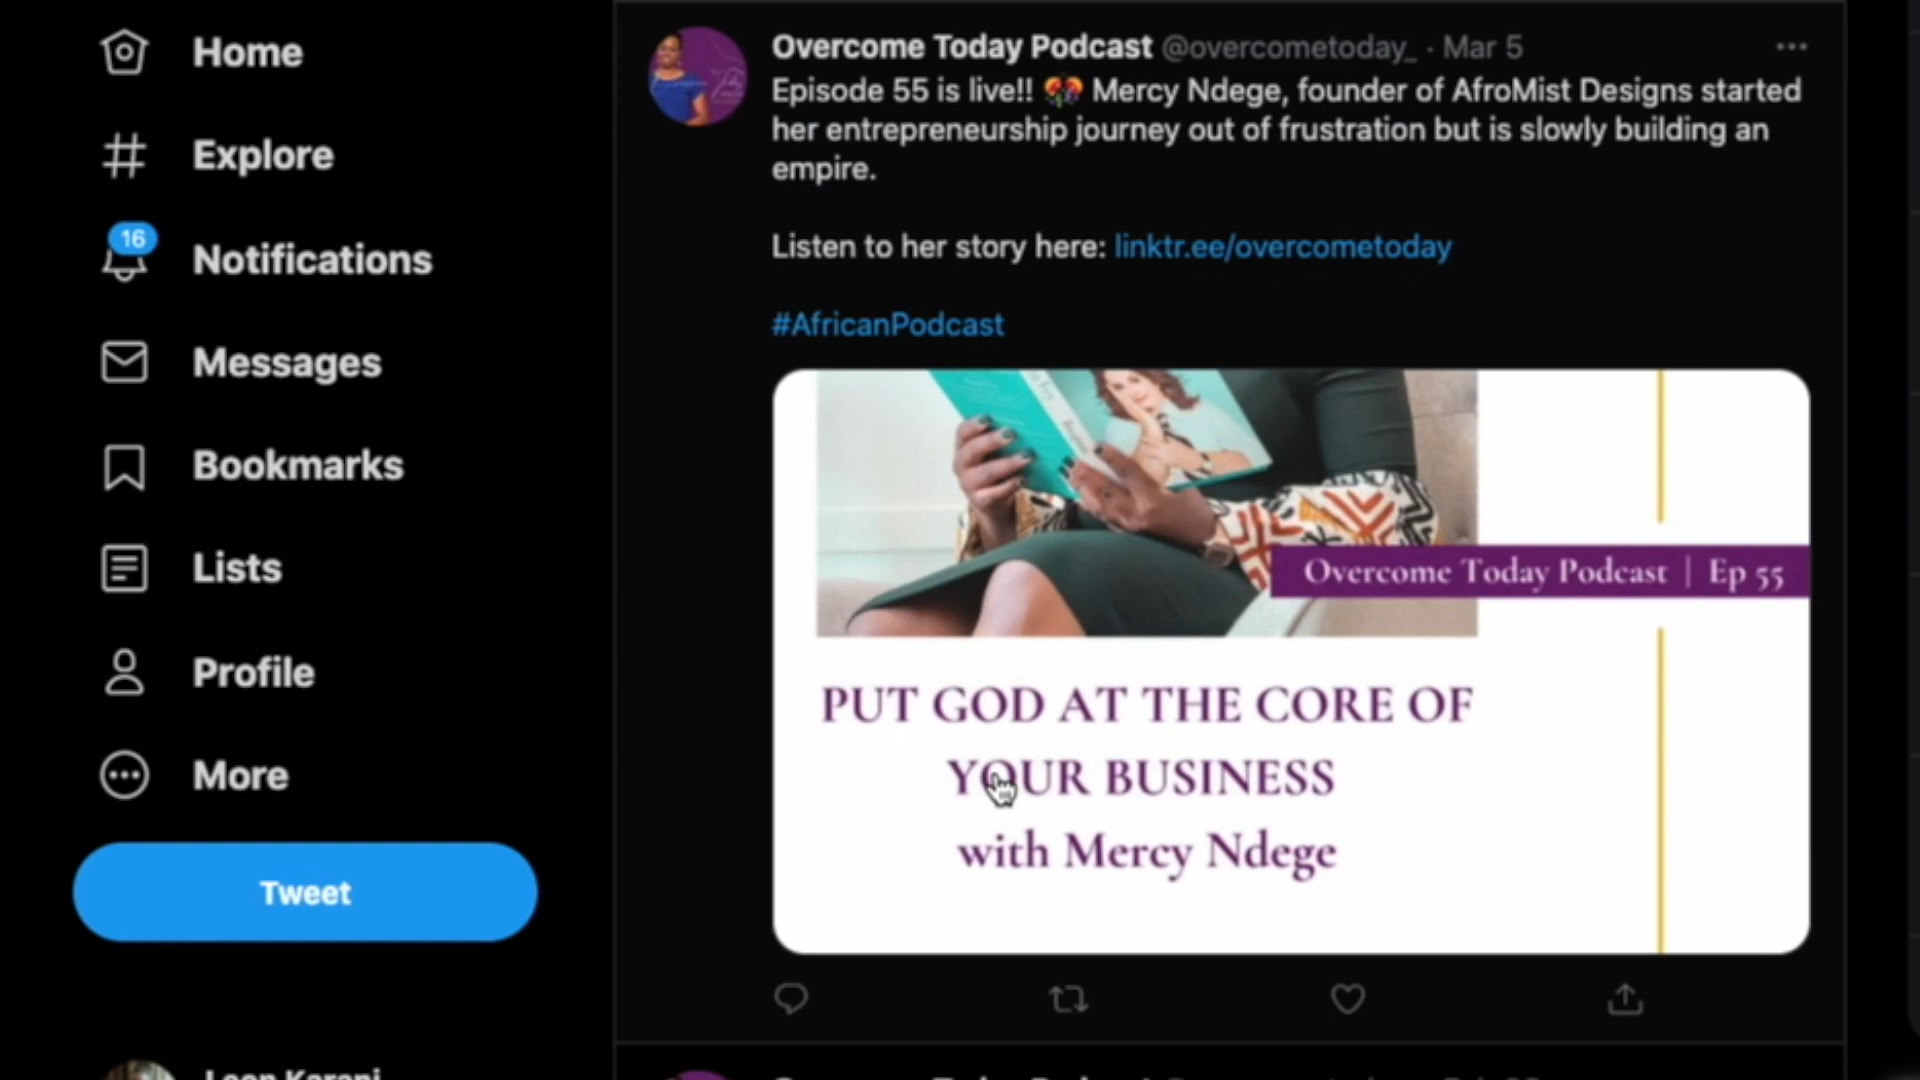 Home
Explore
16
Notifications
Messages
Bookmarks
Lists
Profile
More
Tweet
Overcome Today Podcast @overcometoday_ · Mar 5
Episode 55 is live!! Mercy Ndege, founder of AfroMist Designs started
her entrepreneurship journey out of frustration but is slowly building an
empire.
Listen to her story here: linktr.ee/overcometoday
#AfricanPodcast
Overcome Today Podcast | Ep 55
PUT GOD AT THE CORE OF
YOUR BUSINESS
with Mercy Ndege
Leon Karani